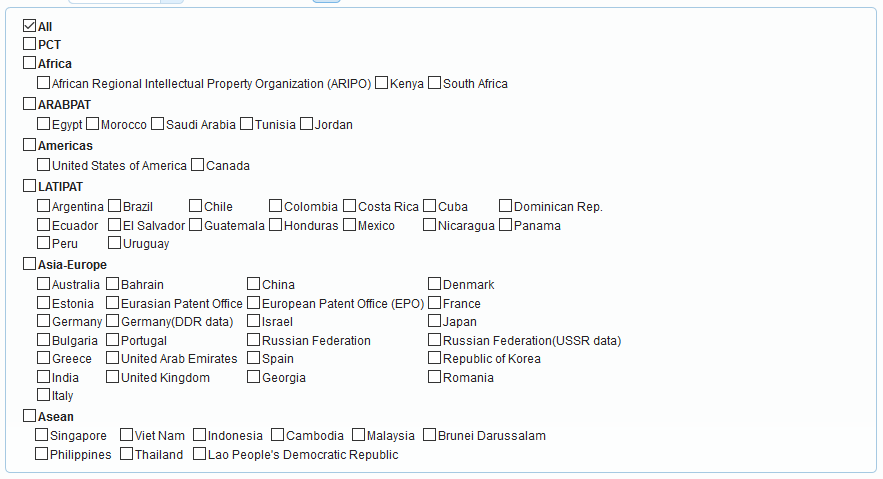 All
PCT
Africa
African Regional Intellectual Property Organization (ARIPO) Kenya South Africa
ARABPAT
Egypt Morocco Saudi Arabia Tunisia Jordan
Americas
United States of America Canada
LATIPAT
Argentina Brazil Chile Colombia Costa Rica Cuba Dominican Rep.
Ecuador El Salvador Guatemala Honduras Mexico Nicaragua Panama
Peru Uruguay
Asia-Europe
Australia Bahrain China Denmark
Estonia Eurasian Patent Office European Patent Office (EPO) France
Germany Germany(DDR data) Israel Japan
Bulgaria Portugal Russian Federation Russian Federation(USSR data)
Greece United Arab Emirates Spain Republic of Korea
India United Kingdom Georgia Romania
Italy
Asean
Singapore Viet Nam Indonesia Cambodia Malaysia Brunei Darussalam
Philippines Thailand Lao People's Democratic Republic